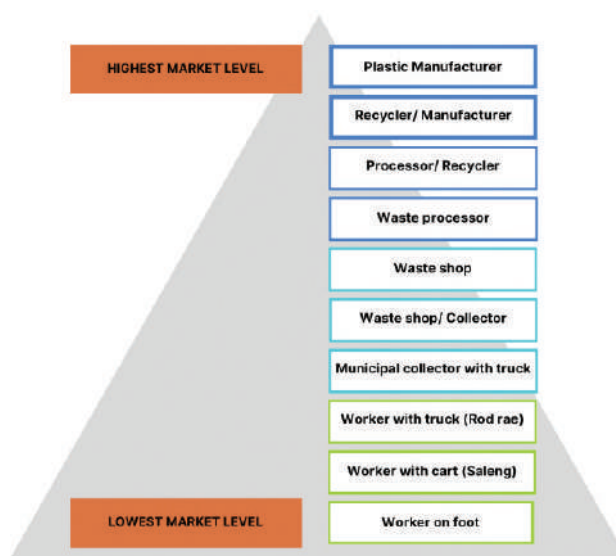 HIGHEST MARKET LEVEL
Plastic Manufacturer
Recycler/ Manufacturer
Processor/ Recycler
Waste processor
Waste shop
Waste shop/ Collector
Municipal collector with truck
Worker with truck (Rod rae)
Worker with cart (Saleng)
LOWEST MARKET LEVEL
Worker on foot